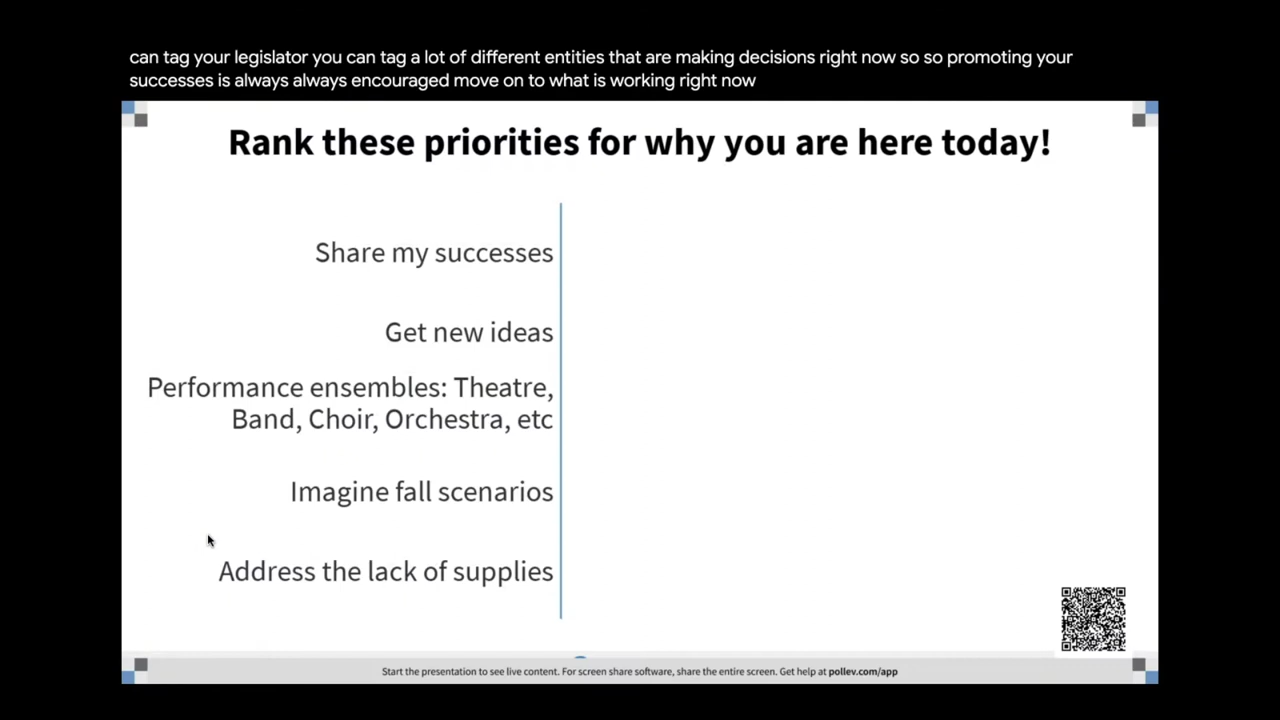 can tag your legislator you can tag a lot of different entities that are making decisions right now so so promoting your
successes is always always encouraged move on to what is working right now
Rank these priorities for why you are here today!
Share my successes
Get new ideas
Performance ensembles: Theatre,
Band, Choir, Orchestra, etc
Imagine fall scenarios
Address the lack of supplies
Start the presentation to see live content. For screen share software, share the entire screen. Get help at pollev.com/app